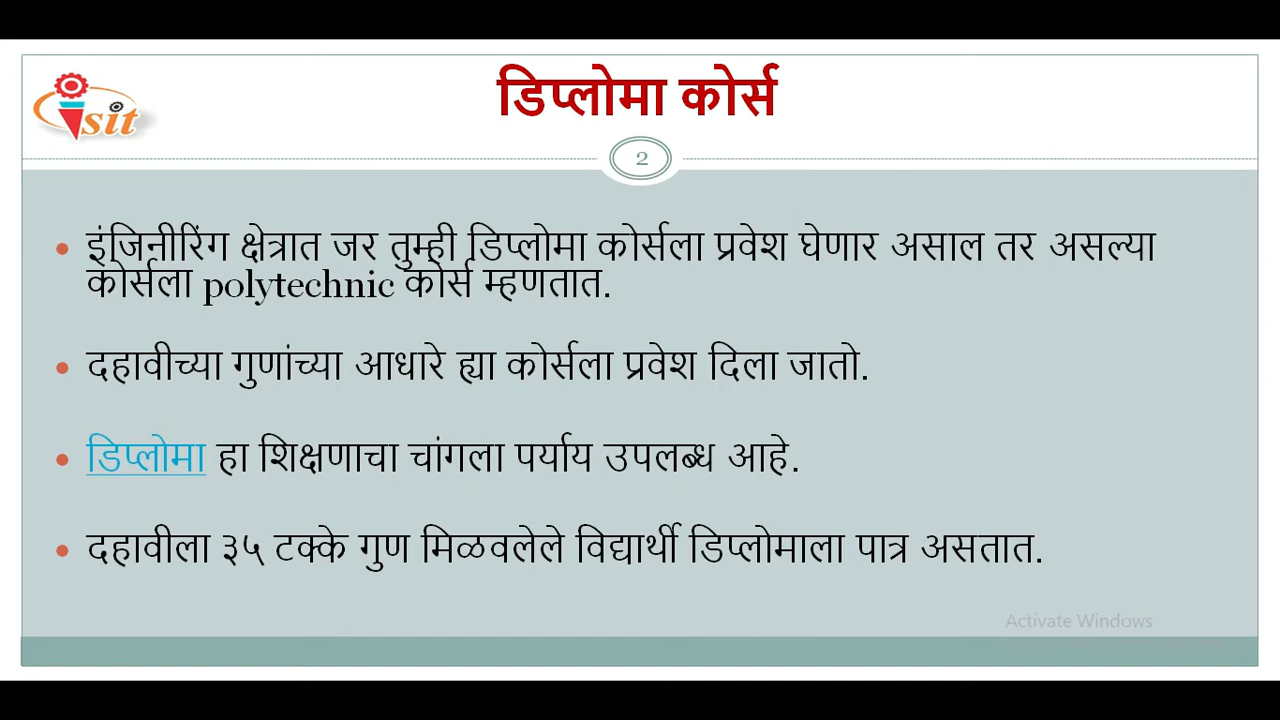 isit
डिप्लोमा कोर्स
2
इंजिनीरिंग क्षेत्रात जर तुम्ही डिप्लोमा कोर्सला प्रवेश घेणार असाल तर असल्या
कोर्सला polytechnic कोर्स म्हणतात.
दहावीच्या गुणांच्या आधारे ह्या कोर्सला प्रवेश दिला जातो.
डिप्लोमा हा शिक्षणाचा चांगला पर्याय उपलब्ध आहे.
दहावीला ३५ टक्के गुण मिळवलेले विद्यार्थी डिप्लोमाला पात्र असतात.
Activate Windows